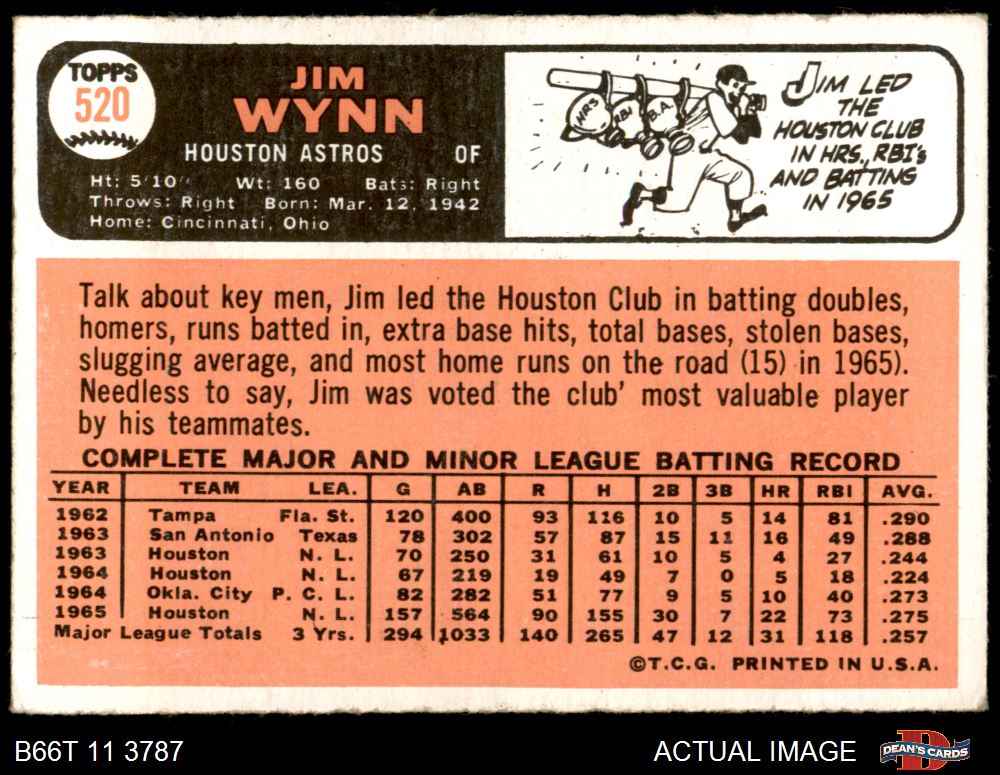 TOPPS
520
JIM
WYNN
HOUSTON ASTROS OF
Ht: 5'10" Wt: 160 Bats: Right
Throws: Right Born: Mar. 12, 1942
Home: Cincinnati, Ohio
HRS
RBI
B.A.
JIM LED
THE
HOUSTON CLUB
IN HRS., RBI's
AND BATTING
IN 1965
Talk about key men, Jim led the Houston Club in batting doubles,
homers, runs batted in, extra base hits, total bases, stolen bases,
slugging average, and most home runs on the road (15) in 1965).
Needless to say, Jim was voted the club' most valuable player
by his teammates.
COMPLETE MAJOR AND MINOR LEAGUE BATTING RECORD
YEAR TEAM LEA. G AB R H 2B 3B HR RBI AVG.
1962 Tampa Fla. St. 120 400 93 116 10 5 14 81 .290
1963 San Antonio Texas 78 302 57 87 15 11 16 49 .288
1963 Houston N. L. 70 250 31 61 10 5 4 27 .244
1964 Houston N. L. 67 219 19 49 7 0 5 18 .224
1964 Okla. City P. C. L. 82 282 51 77 9 5 10 40 .273
1965 Houston N. L. 157 564 90 155 30 7 22 73 .275
Major League Totals 3 Yrs. 294 1033 140 265 47 12 31 118 .257
©T.C.G. PRINTED IN U.S.A.
B66T 11 3787 ACTUAL IMAGE DEAN'S CARDS